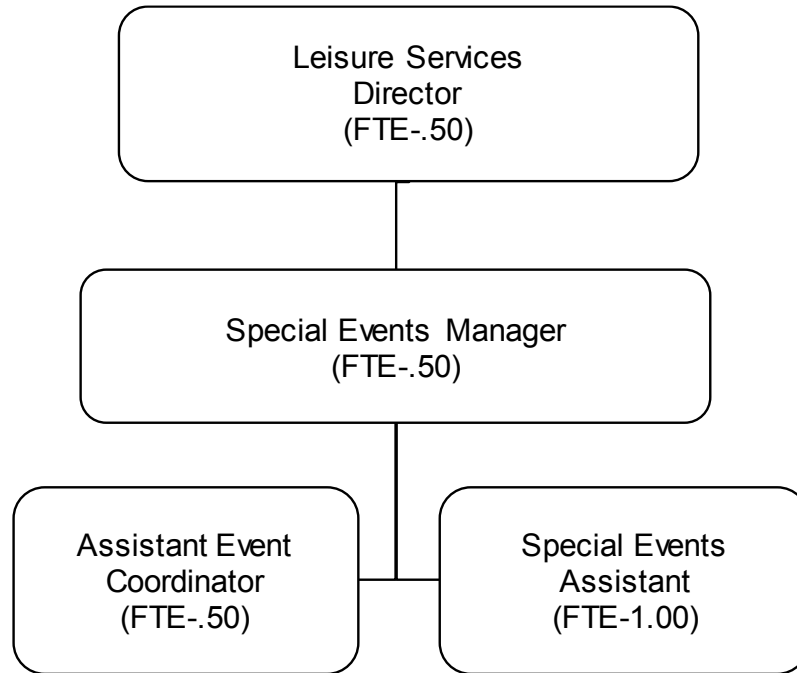 Leisure Services
Director
(FTE-.50)
Special Events Manager
(FTE-.50)
Assistant Event
Coordinator
(FTE-.50)
Special Events
Assistant
(FTE-1.00)